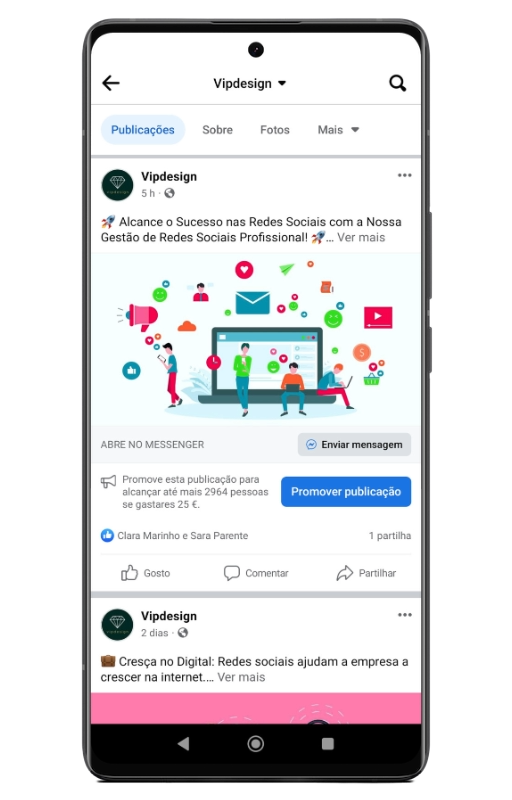 Vipdesign
Publicações Sobre Fotos Mais
Vipdesign
5 h ·
🚀 Alcance o Sucesso nas Redes Sociais com a Nossa
Gestão de Redes Sociais Profissional! 🚀... Ver mais
ABRE NO MESSENGER
Enviar mensagem
Promove esta publicação para
alcançar até mais 2964 pessoas
se gastares 25 €.
Promover publicação
Clara Marinho e Sara Parente
1 partilha
Gosto Comentar Partilhar
Vipdesign
2 dias ·
💼 Cresça no Digital: Redes sociais ajudam a empresa a
crescer na internet.... Ver mais